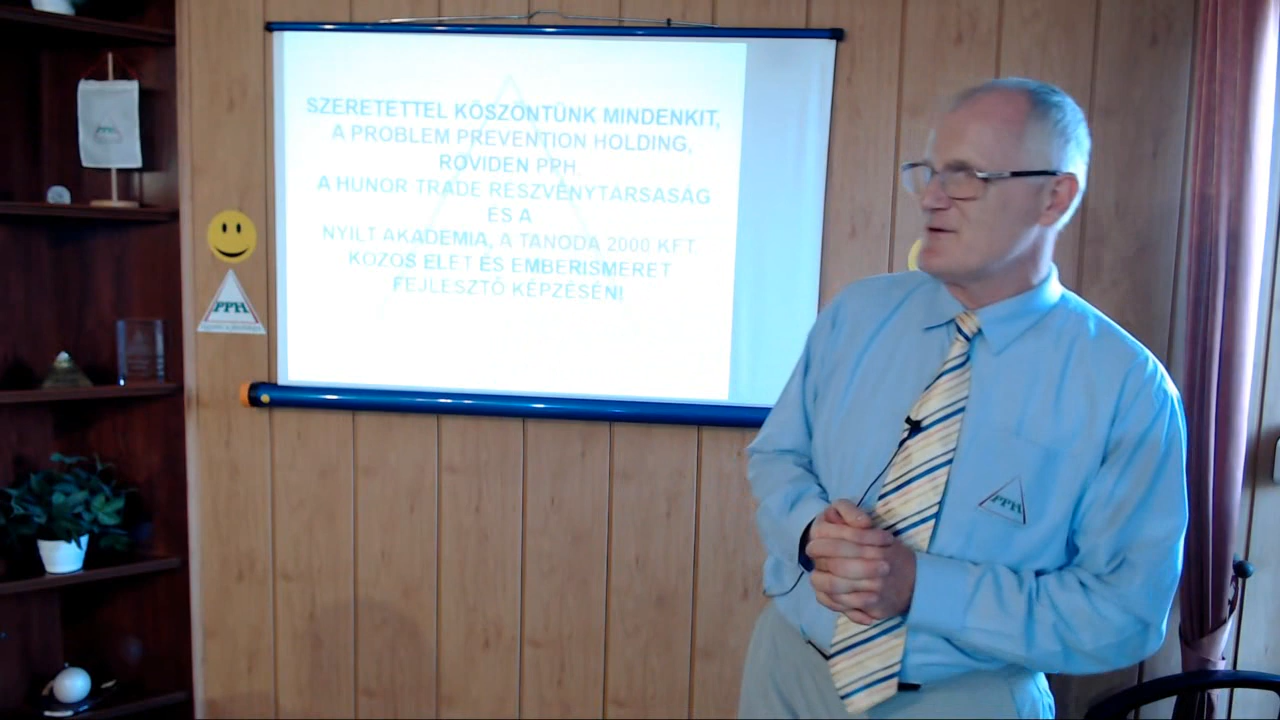 SZERETETTEL KÖSZÖNTÜNK MINDENKIT,
A PROBLEM PREVENTION HOLDING,
RÖVIDEN PPH,
A HUNOR TRADE RÉSZVÉNYTÁRSASÁG
ÉS A
NYÍLT AKADÉMIA, A TANODA 2000 KFT.
KÖZÖS ÉLET ÉS EMBERISMERET
FEJLESZTŐ KÉPZÉSÉN!
PPH
PPH
PPH